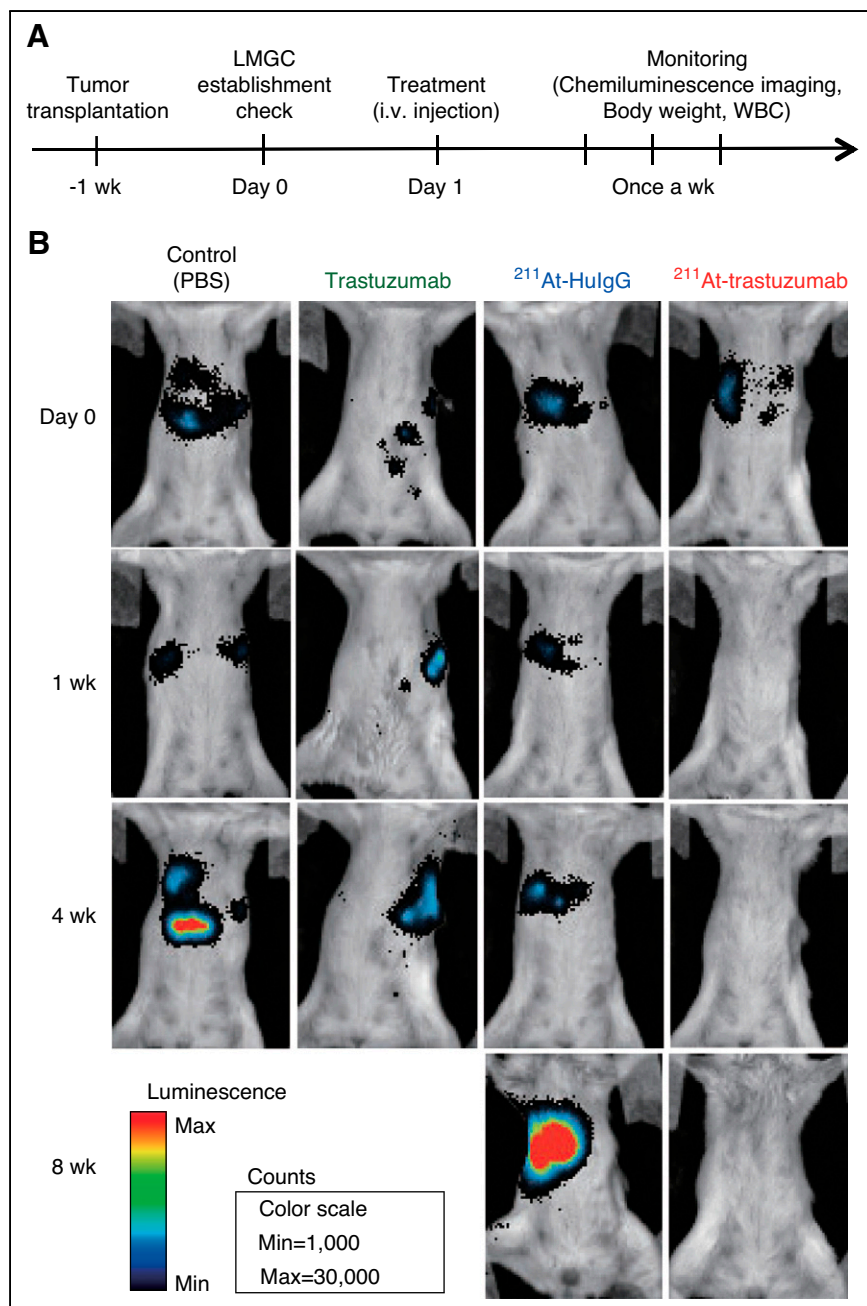 A
Tumor
transplantation
LMGC
establishment
check
Treatment
(i.v. injection)
Monitoring
(Chemiluminescence imaging,
Body weight, WBC)
-1 wk
Day 0
Day 1
Once a wk
B
Control
(PBS)
Trastuzumab
²¹¹At-HuIgG
²¹¹At-trastuzumab
Day 0
1 wk
4 wk
8 wk
Luminescence
Max
Min
Counts
Color scale
Min=1,000
Max=30,000